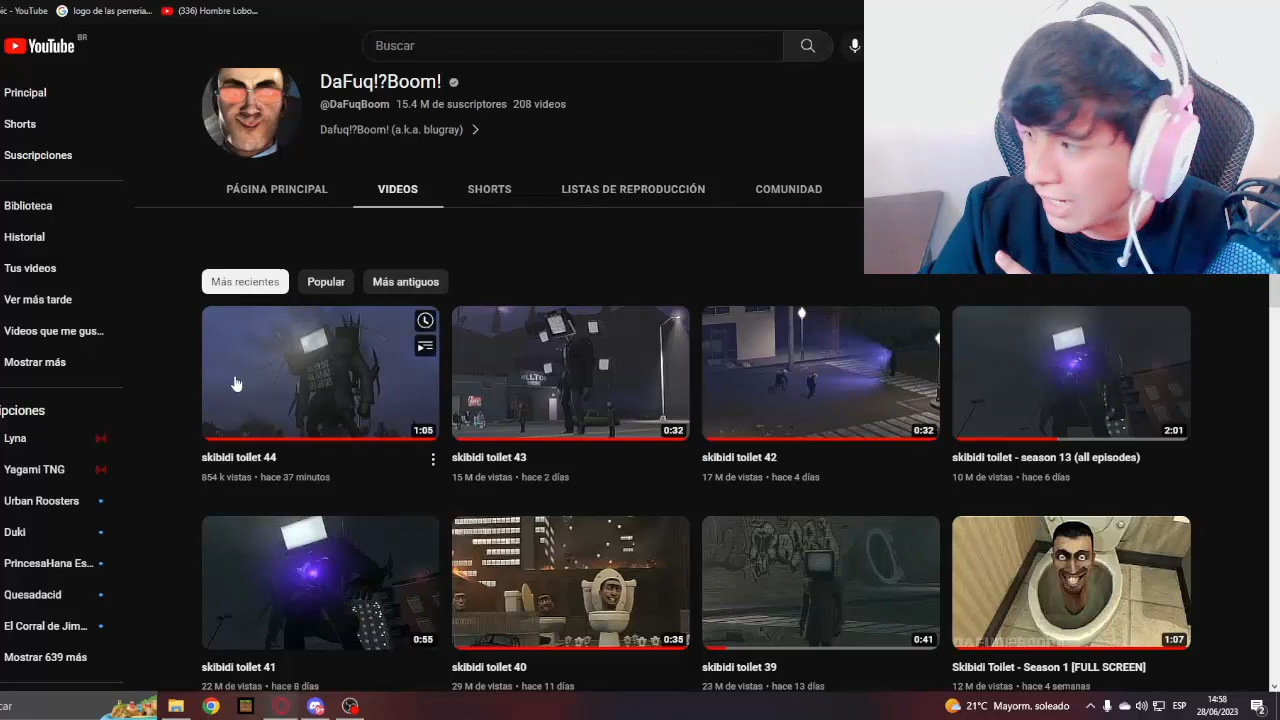 ic - YouTube
logo de las perreria...
(336) Hombre Lobo...
YouTube BR
Buscar
Principal
Shorts
Suscripciones
Biblioteca
Historial
Tus videos
Ver más tarde
Videos que me gus...
Mostrar más
ipciones
Lyna
Yagami TNG
Urban Roosters
Duki
PrincesaHana Es...
Quesadacid
El Corral de Jim...
Mostrar 639 más
DaFuq!?Boom!
@DaFuqBoom 15.4 M de suscriptores 208 videos
Dafuq!?Boom! (a.k.a. blugray)
PÁGINA PRINCIPAL VIDEOS SHORTS LISTAS DE REPRODUCCIÓN COMUNIDAD
Más recientes Popular Más antiguos
1:05
skibidi toilet 44
854 k vistas • hace 37 minutos
0:32
skibidi toilet 43
15 M de vistas • hace 2 días
0:32
skibidi toilet 42
17 M de vistas • hace 4 días
2:01
skibidi toilet - season 13 (all episodes)
10 M de vistas • hace 6 días
0:55
skibidi toilet 41
22 M de vistas • hace 8 días
0:35
skibidi toilet 40
29 M de vistas • hace 11 días
0:41
skibidi toilet 39
23 M de vistas • hace 13 días
1:07
Skibidi Toilet - Season 1 [FULL SCREEN]
12 M de vistas • hace 4 semanas
car
21°C Mayorm. soleado
ESP
14:58
28/06/2023
2